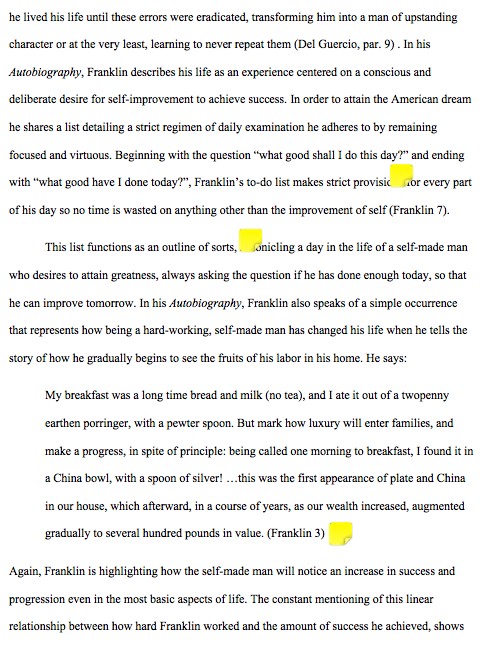 he lived his life until these errors were eradicated, transforming him into a man of upstanding
character or at the very least, learning to never repeat them (Del Guercio, par. 9) . In his
Autobiography, Franklin describes his life as an experience centered on a conscious and
deliberate desire for self-improvement to achieve success. In order to attain the American dream
he shares a list detailing a strict regimen of daily examination he adheres to by remaining
focused and virtuous. Beginning with the question “what good shall I do this day?” and ending
with “what good have I done today?”, Franklin’s to-do list makes strict every part
of his day so no time is wasted on anything other than the improvement of self (Franklin 7).
This list functions as an outline of sorts, a day in the life of a self-made man
who desires to attain greatness, always asking the question if he has done enough today, so that
he can improve tomorrow. In his Autobiography, Franklin also speaks of a simple occurrence
that represents how being a hard-working, self-made man has changed his life when he tells the
story of how he gradually begins to see the fruits of his labor in his home. He says:
My breakfast was a long time bread and milk (no tea), and I ate it out of a twopenny
earthen porringer, with a pewter spoon. But mark how luxury will enter families, and
make a progress, in spite of principle: being called one morning to breakfast, I found it in
a China bowl, with a spoon of silver! …this was the first appearance of plate and China
in our house, which afterward, in a course of years, as our wealth increased, augmented
gradually to several hundred pounds in value. (Franklin 3)
Again, Franklin is highlighting how the self-made man will notice an increase in success and
progression even in the most basic aspects of life. The constant mentioning of this linear
relationship between how hard Franklin worked and the amount of success he achieved, shows